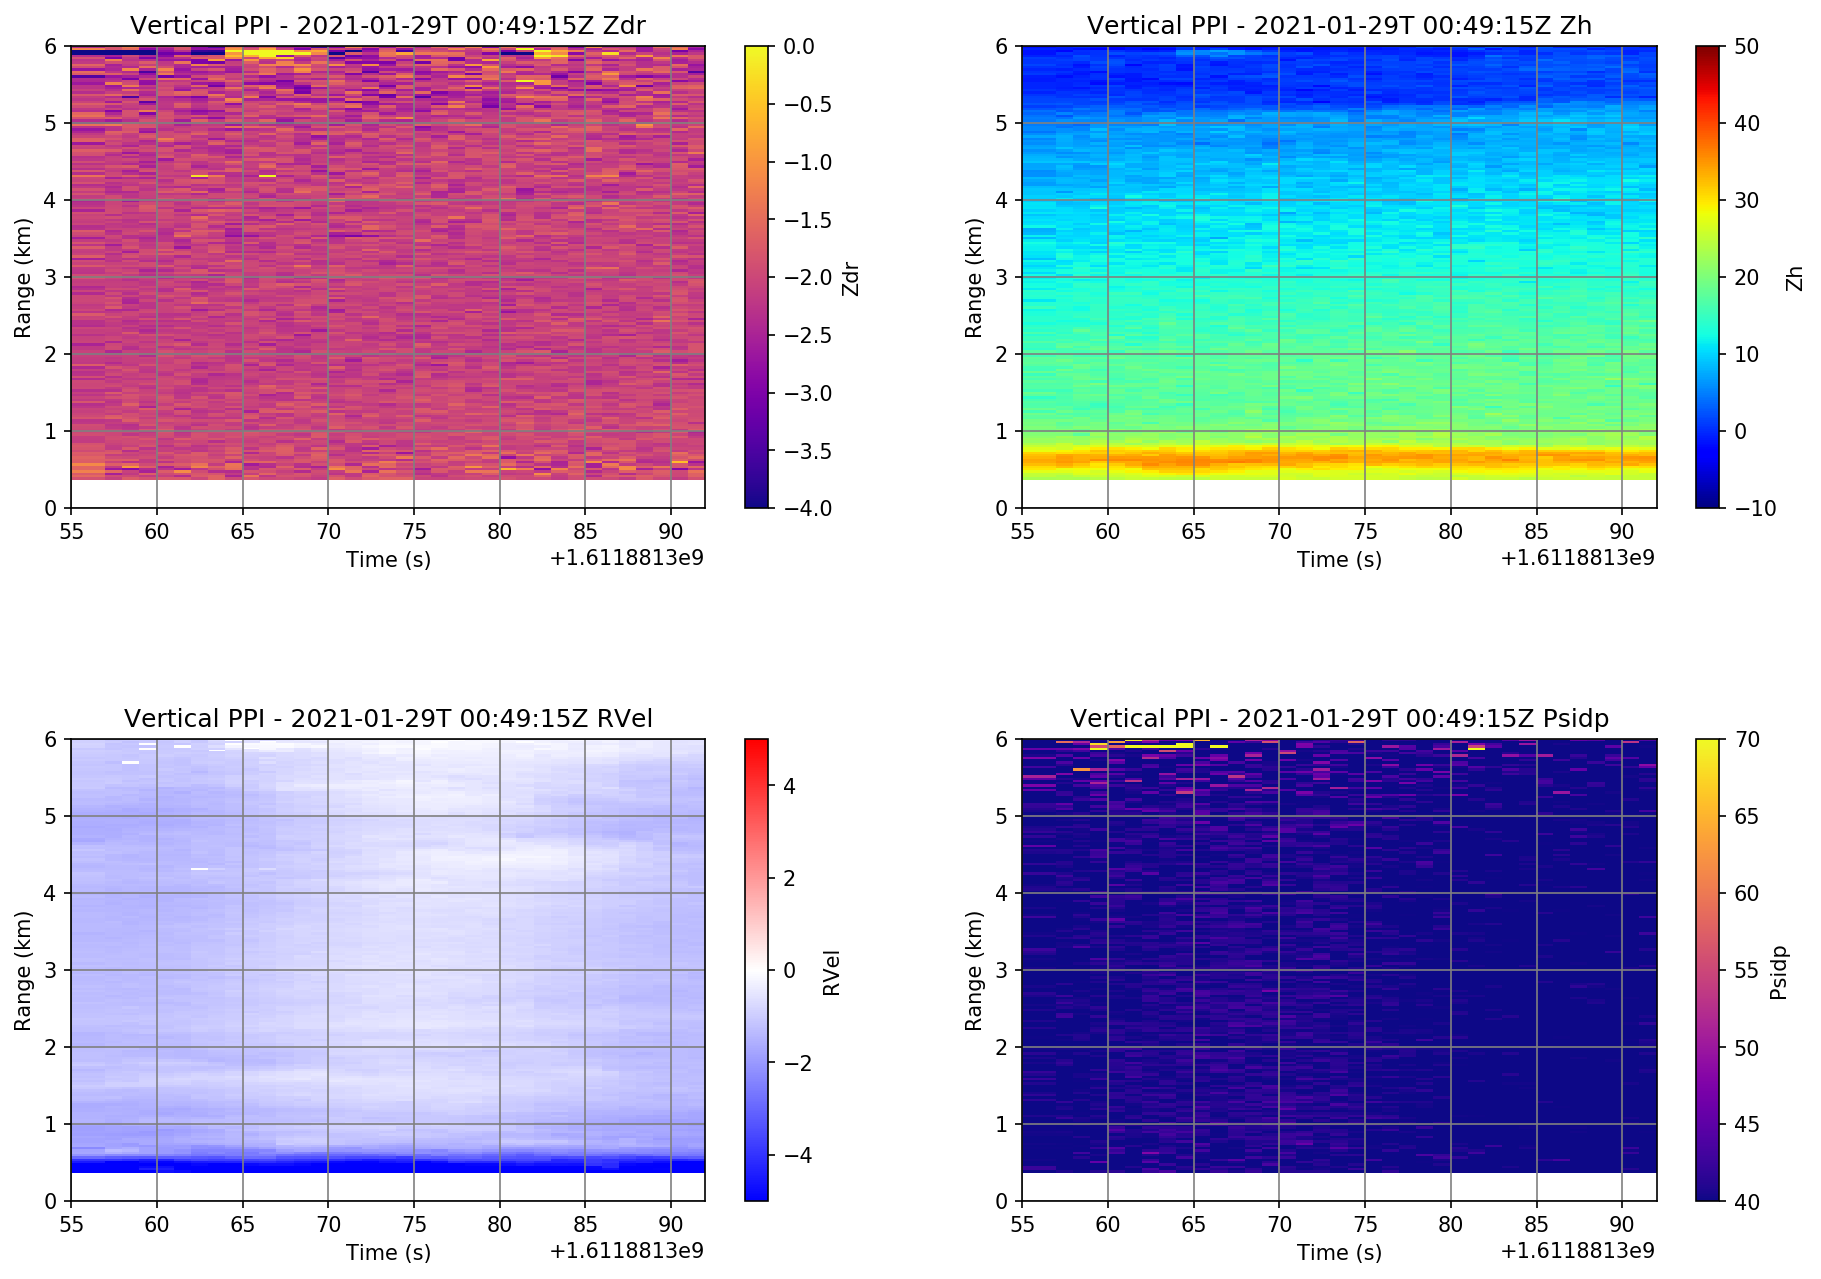 Vertical PPI - 2021-01-29T 00:49:15Z Zdr
6
5
4
3
2
1
0
Range (km)
55 60 65 70 75 80 85 90
Time (s)
+1.6118813e9
0.0
−0.5
−1.0
−1.5
−2.0
−2.5
−3.0
−3.5
−4.0
Zdr
Vertical PPI - 2021-01-29T 00:49:15Z Zh
6
5
4
3
2
1
0
Range (km)
55 60 65 70 75 80 85 90
Time (s)
+1.6118813e9
50
40
30
20
10
0
−10
Zh
Vertical PPI - 2021-01-29T 00:49:15Z RVel
6
5
4
3
2
1
0
Range (km)
55 60 65 70 75 80 85 90
Time (s)
+1.6118813e9
4
2
0
−2
−4
RVel
Vertical PPI - 2021-01-29T 00:49:15Z Psidp
6
5
4
3
2
1
0
Range (km)
55 60 65 70 75 80 85 90
Time (s)
+1.6118813e9
70
65
60
55
50
45
40
Psidp